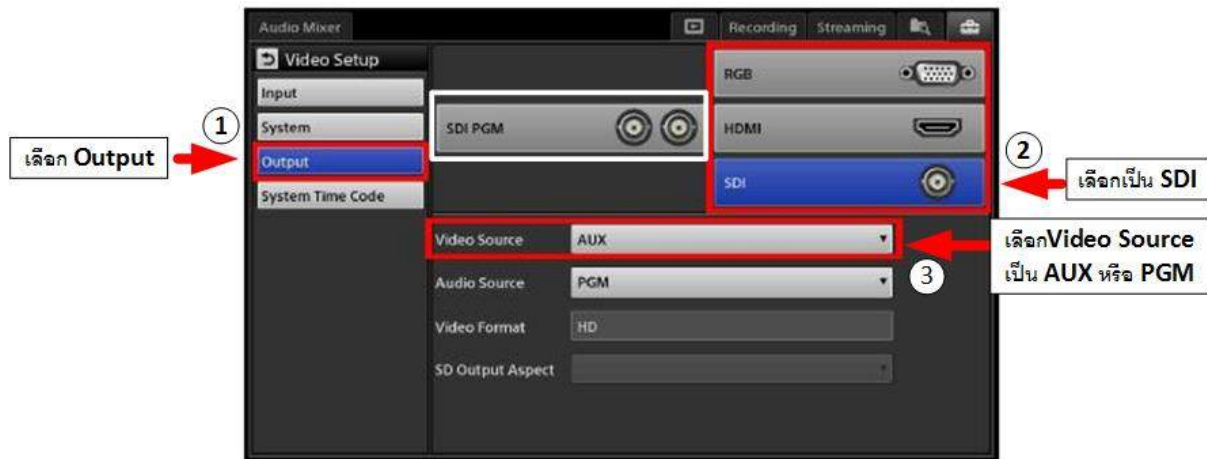 Audio Mixer
Recording
Streaming
Video Setup
Input
System
Output
System Time Code
SDI PGM
RGB
HDMI
SDI
Video Source
AUX
Audio Source
PGM
Video Format
HD
SD Output Aspect
1
เลือก Output
2
เลือกเป็น SDI
3
เลือกVideo Source
เป็น AUX หรือ PGM